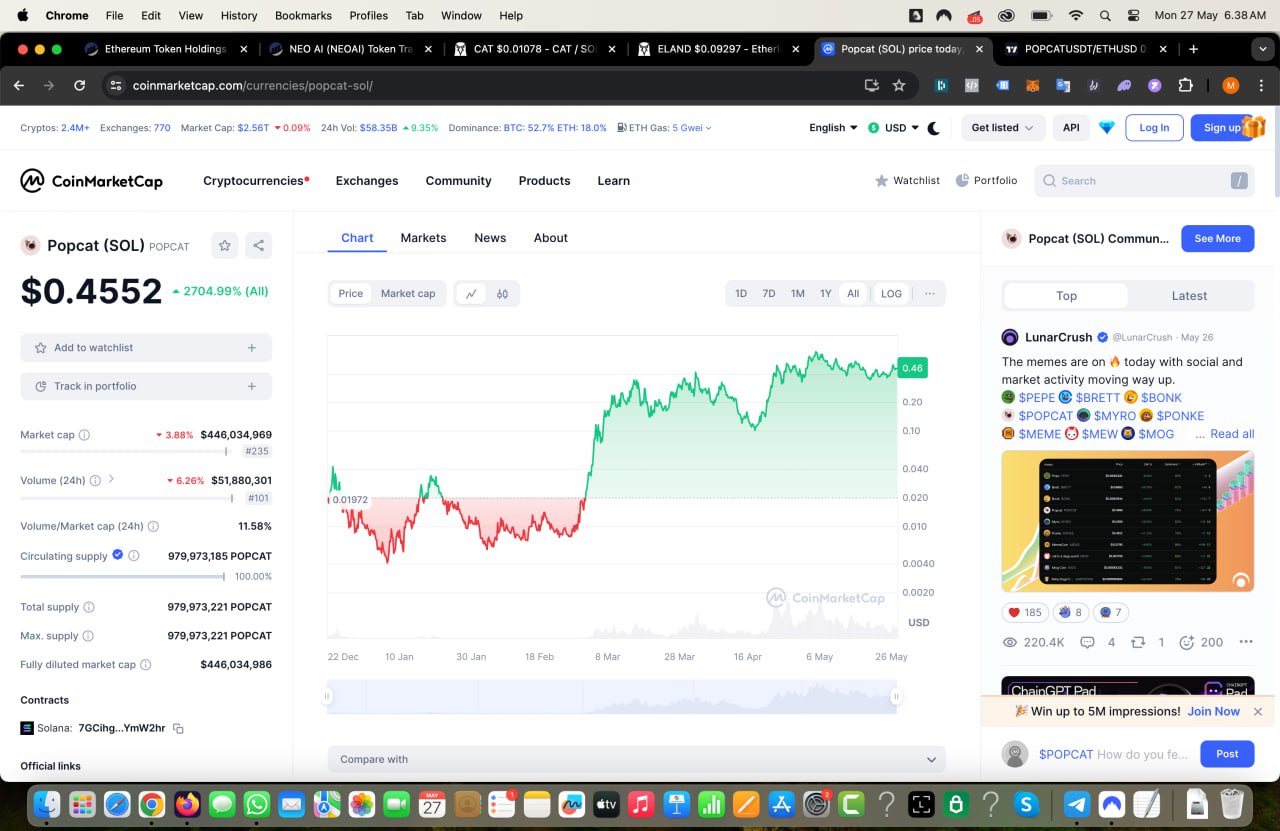 Chrome File Edit View History Bookmarks Profiles Tab Window Help .05 Mon 27 May 6.38 AM
Ethereum Token Holdings NEO AI (NEOAI) Token Tra CAT $0.01078 - CAT / SO ELAND $0.09297 - Ether Popcat (SOL) price today, POPCATUSDT/ETHUSD 0
coinmarketcap.com/currencies/popcat-sol/ M
Cryptos: 2.4M+ Exchanges: 770 Market Cap: $2.56T 0.09% 24h Vol: $58.35B 9.35% Dominance: BTC: 52.7% ETH: 18.0% ETH Gas: 5 Gwei English USD Get listed API Log In Sign up
CoinMarketCap Cryptocurrencies Exchanges Community Products Learn Watchlist Portfolio Search /
Popcat (SOL) POPCAT
$0.4552 2704.99% (All)
Add to watchlist +
Track in portfolio +
Market cap 3.88% $446,034,969
#235
Volume (24h) 6.26% $51,880,301
#101
Volume/Market cap (24h) 11.58%
Circulating supply 979,973,185 POPCAT
100.00%
Total supply 979,973,221 POPCAT
Max. supply 979,973,221 POPCAT
Fully diluted market cap $446,034,986
Contracts
Solana: 7GCihg...YmW2hr
Official links
Chart Markets News About
Price Market cap 1D 7D 1M 1Y All LOG ...
0.46
0.20
0.10
0.040
0.01972 0.020
0.010
0.0040
CoinMarketCap 0.0020
USD
22 Dec 10 Jan 30 Jan 18 Feb 8 Mar 28 Mar 16 Apr 6 May 26 May
Compare with
Popcat (SOL) Commun... See More
Top Latest
LunarCrush @LunarCrush · May 26
The memes are on 🔥 today with social and
market activity moving way up.
$PEPE $BRETT $BONK
$POPCAT $MYRO $PONKE
$MEME $MEW $MOG ... Read all
185 8 7
220.4K 4 1 200
ChainGPT Pad
CHAINGPT
Pad
🎉 Win up to 5M impressions! Join Now
$POPCAT How do you fe... Post
MAY
27 1 tv 2